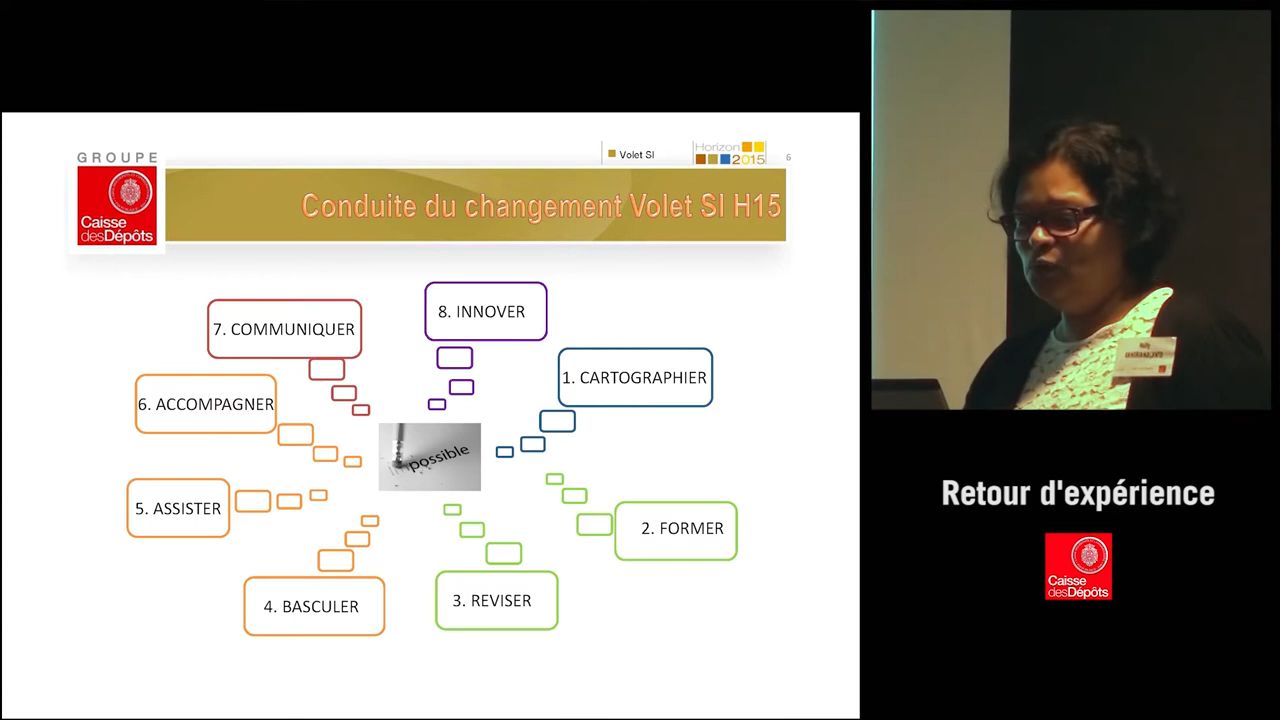 GROUPE
Caisse
desDépôts
Volet SI
Horizon
2015
6
Conduite du changement Volet SI H15
8. INNOVER
7. COMMUNIQUER
1. CARTOGRAPHIER
6. ACCOMPAGNER
possible
5. ASSISTER
2. FORMER
4. BASCULER
3. REVISER
Retour d'expérience
Caisse
desDépôts